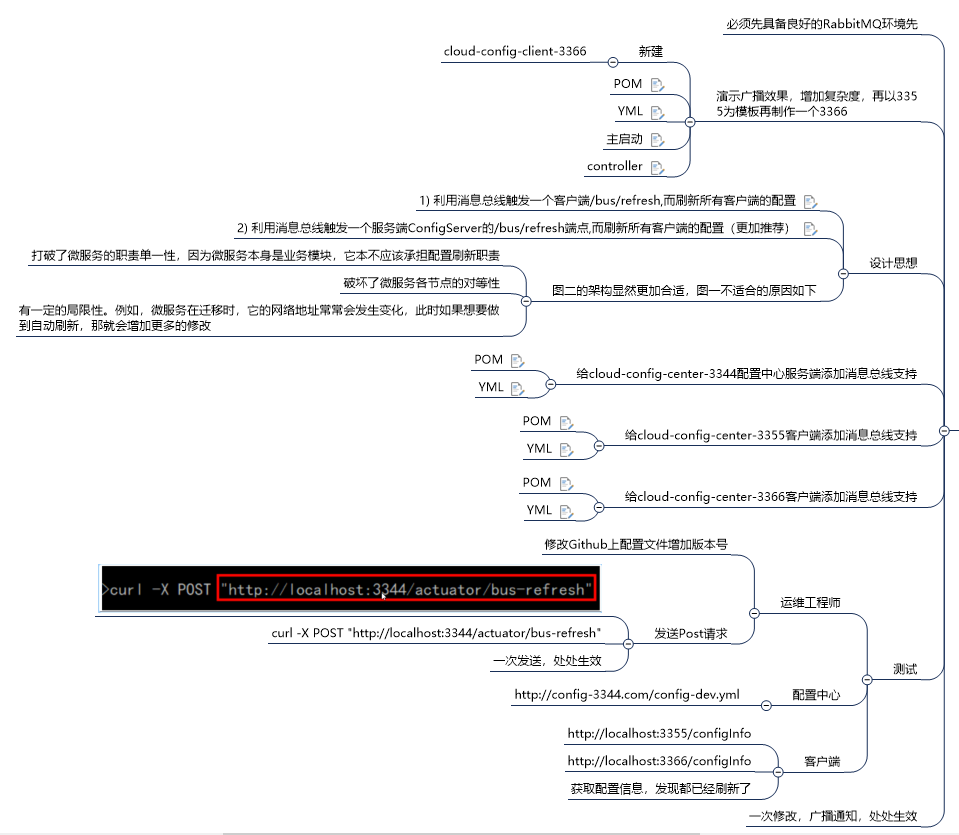 必须先具备良好的RabbitMQ环境先
演示广播效果，增加复杂度，再以335
5为模板再制作一个3366
新建
cloud-config-client-3366
POM
YML
主启动
controller
设计思想
1) 利用消息总线触发一个客户端/bus/refresh,而刷新所有客户端的配置
2) 利用消息总线触发一个服务端ConfigServer的/bus/refresh端点,而刷新所有客户端的配置（更加推荐）
图二的架构显然更加合适，图一不适合的原因如下
打破了微服务的职责单一性，因为微服务本身是业务模块，它本不应该承担配置刷新职责
破坏了微服务各节点的对等性
有一定的局限性。例如，微服务在迁移时，它的网络地址常常会发生变化，此时如果想要做
到自动刷新，那就会增加更多的修改
给cloud-config-center-3344配置中心服务端添加消息总线支持
POM
YML
给cloud-config-center-3355客户端添加消息总线支持
POM
YML
给cloud-config-center-3366客户端添加消息总线支持
POM
YML
测试
运维工程师
修改Github上配置文件增加版本号
发送Post请求
>curl -X POST "http://localhost:3344/actuator/bus-refresh"
curl -X POST "http://localhost:3344/actuator/bus-refresh"
一次发送，处处生效
配置中心
http://config-3344.com/config-dev.yml
客户端
http://localhost:3355/configInfo
http://localhost:3366/configInfo
获取配置信息，发现都已经刷新了
一次修改，广播通知，处处生效